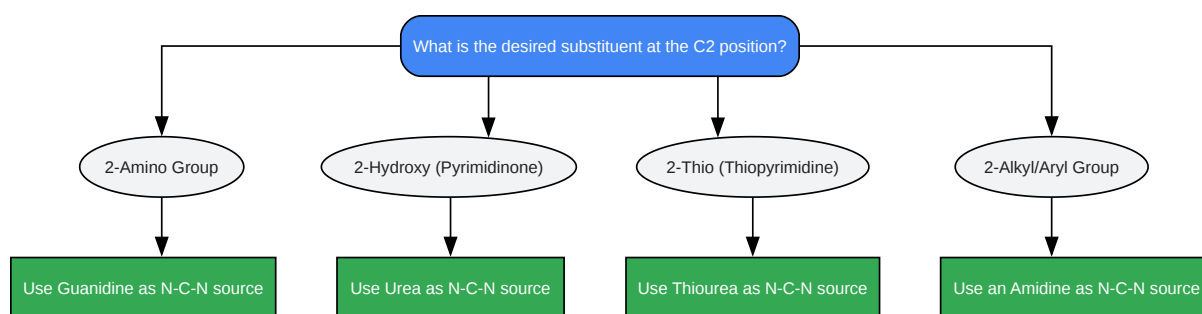 What is the desired substituent at the C2 position?
2-Amino Group
2-Hydroxy (Pyrimidinone)
2-Thio (Thiopyrimidine)
2-Alkyl/Aryl Group
Use Guanidine as N-C-N source
Use Urea as N-C-N source
Use Thiourea as N-C-N source
Use an Amidine as N-C-N source